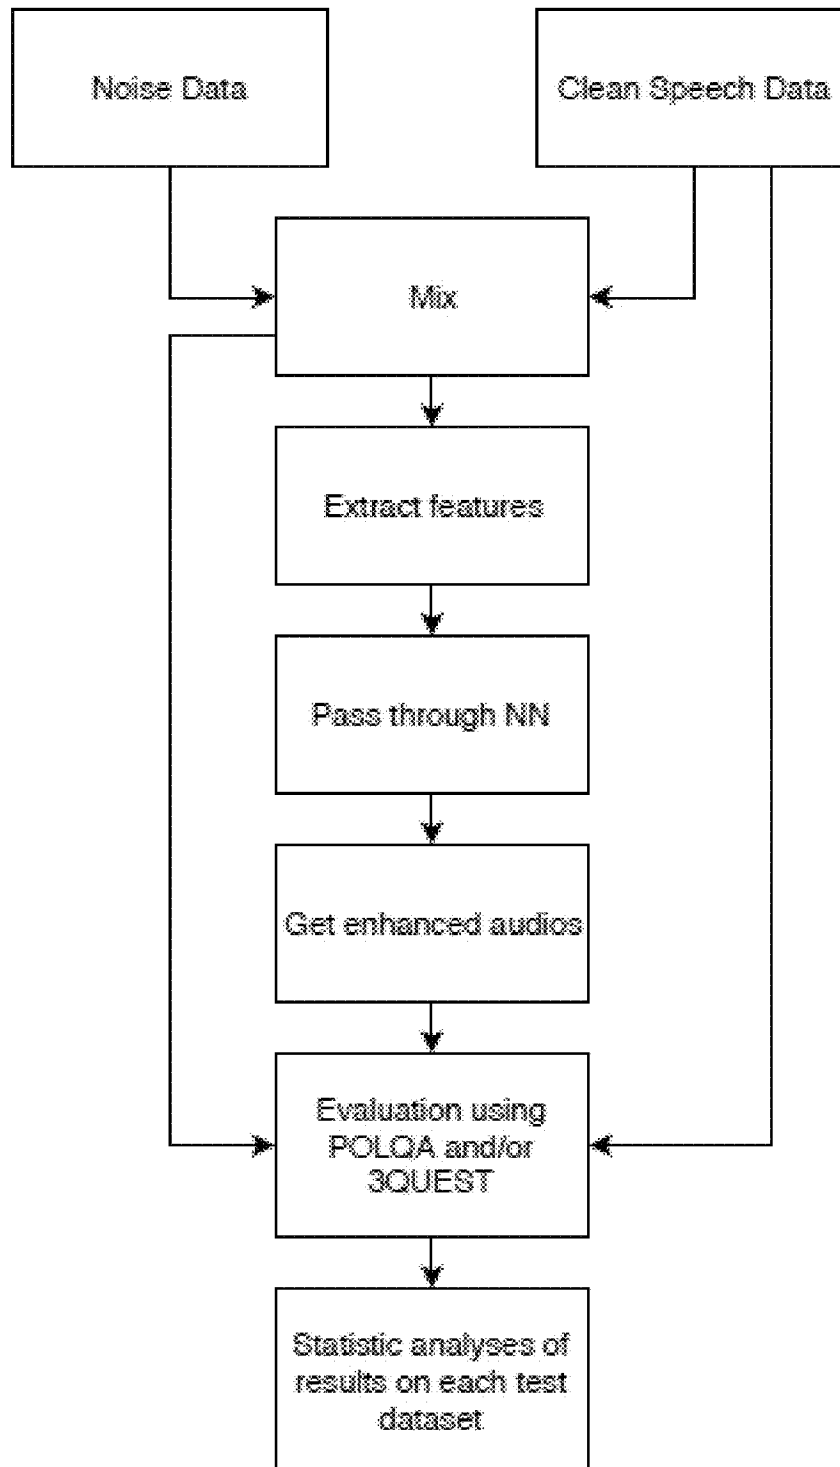 Noise Data
Clean Speech Data
Mix
Extract features
Pass through NN
Get enhanced audios
Evaluation using
POLQA and/or
3QUEST
Statistic analyses of
results on each test
dataset